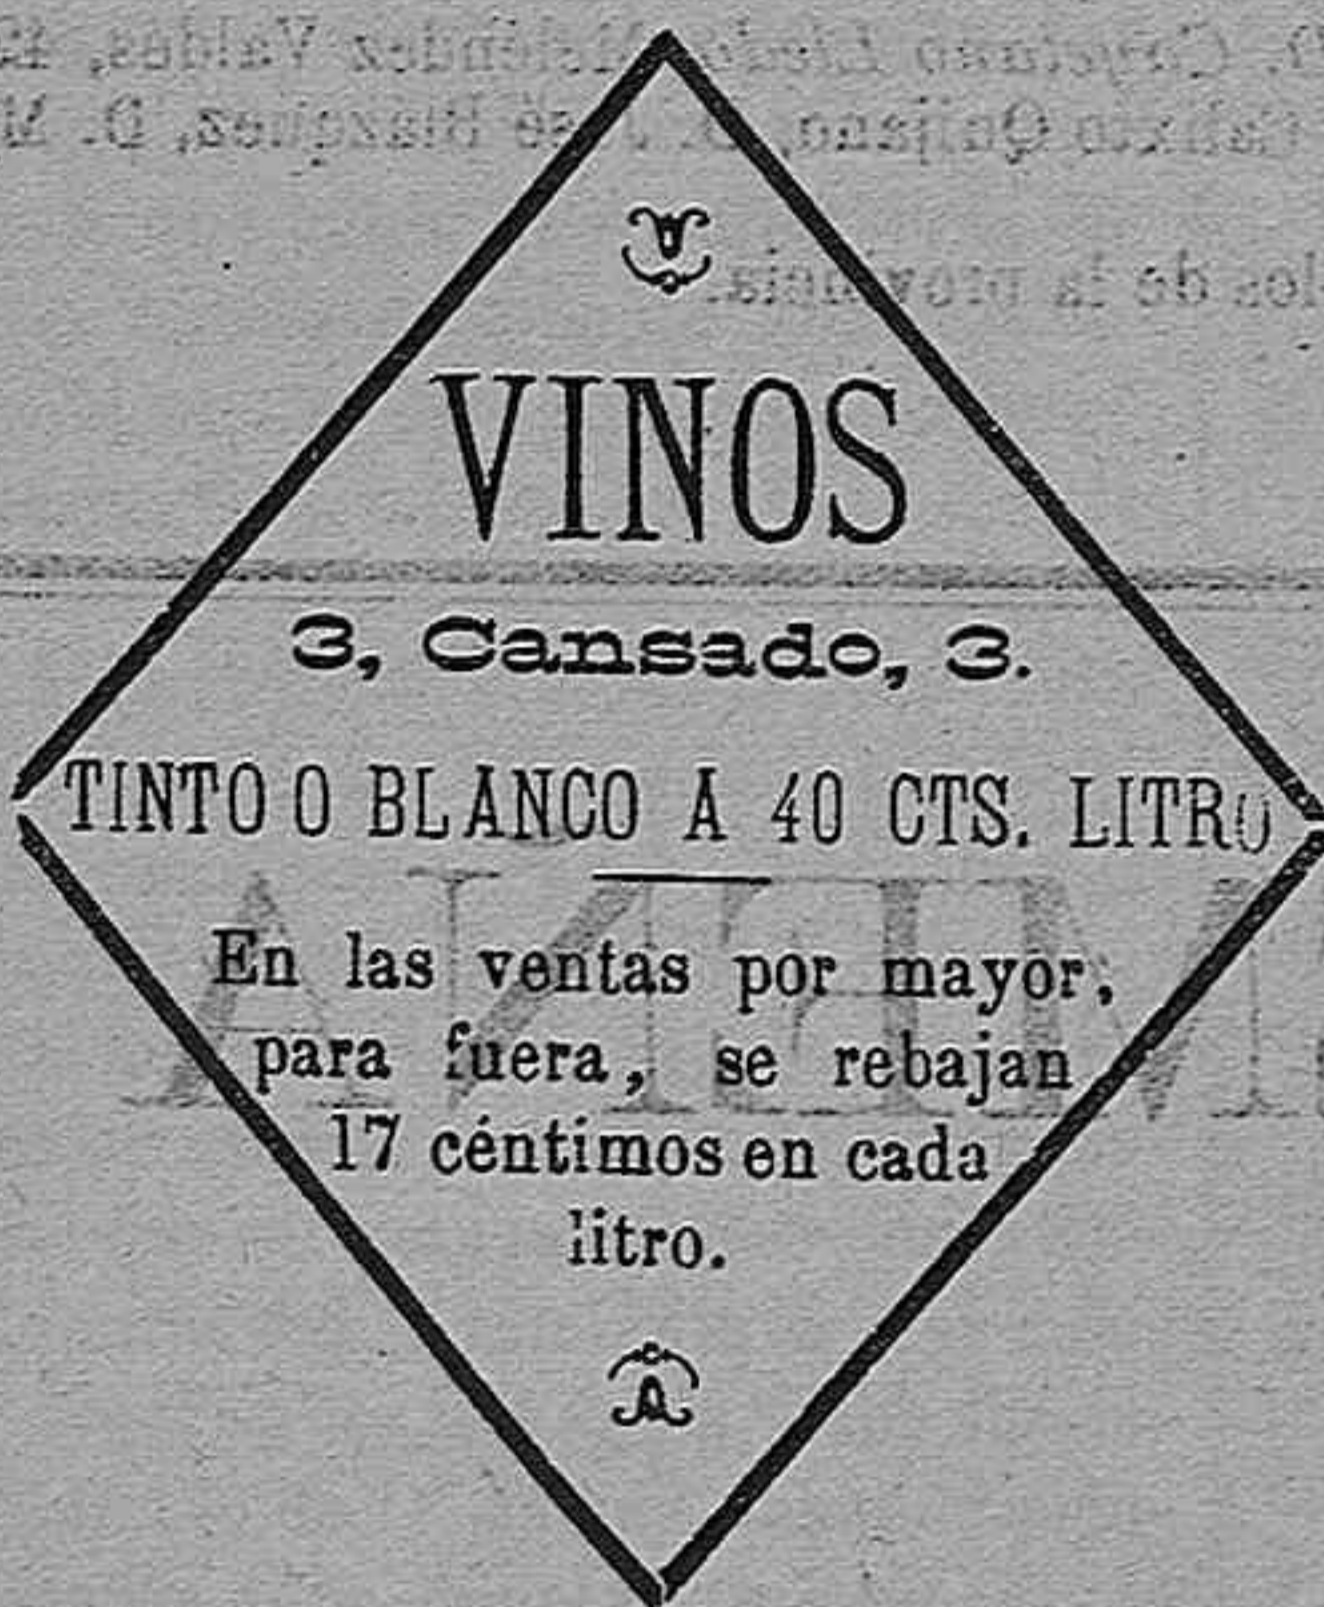 VINOS
3, Cansado, 3.
TINTO O BLANCO A 40 CTS. LITRO
En las ventas por mayor,
para fuera, se rebajan
17 céntimos en cada
litro.